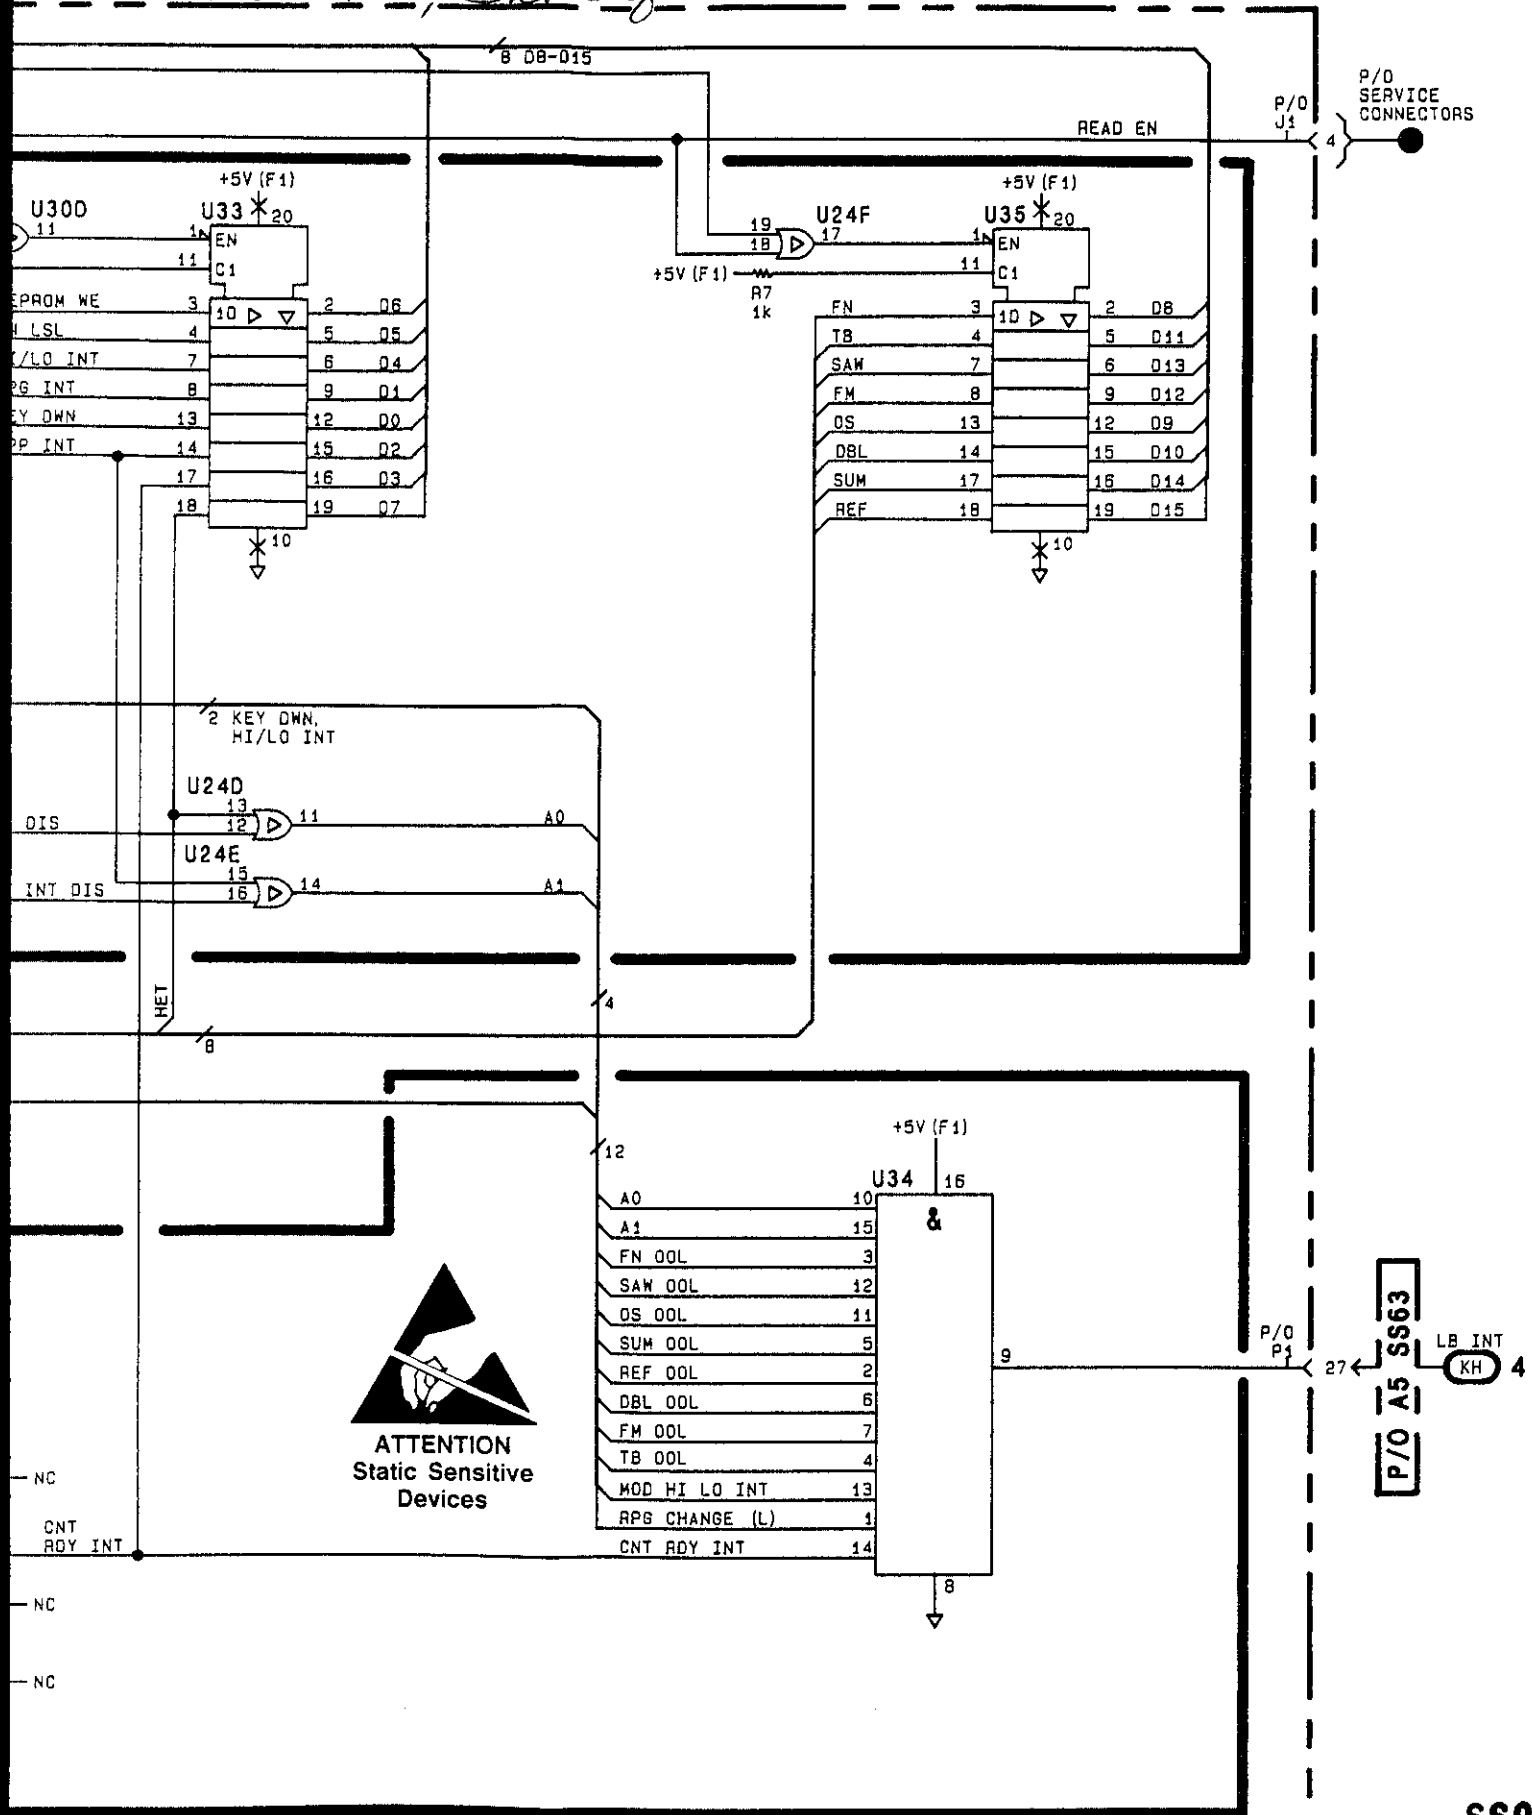 8 D8-D15
P/O
SERVICE
CONNECTORS
P/O
J1
READ EN
4
+5V(F1)
U30D
11
U33
20
1
EN
11
C1
EPROM WE
3
1D
2
D6
LSL
4
5
D5
I/LO INT
7
6
D4
PG INT
8
9
D1
EY DWN
13
12
D0
PP INT
14
15
D2
17
16
D3
18
19
D7
10
+5V(F1)
19
18
U24F
17
U35
20
1
EN
+5V(F1)
11
C1
R7
1k
FN
3
1D
2
D8
TB
4
5
D11
SAW
7
6
D13
FM
8
9
D12
OS
13
12
D9
DBL
14
15
D10
SUM
17
16
D14
REF
18
19
D15
10
2 KEY DWN,
HI/LO INT
U24D
13
12
11
A0
DIS
U24E
15
16
14
A1
INT DIS
HET
4
8
12
+5V(F1)
U34
16
&
A0
10
A1
15
FN OOL
3
SAW OOL
12
OS OOL
11
SUM OOL
5
REF OOL
2
DBL OOL
6
FM OOL
7
TB OOL
4
MOD HI LO INT
13
RPG CHANGE (L)
1
CNT RDY INT
14
9
8
P/O
P1
27
P/O A5 SS63
LB INT
KH
4
ATTENTION
Static Sensitive
Devices
NC
CNT
RDY INT
NC
NC